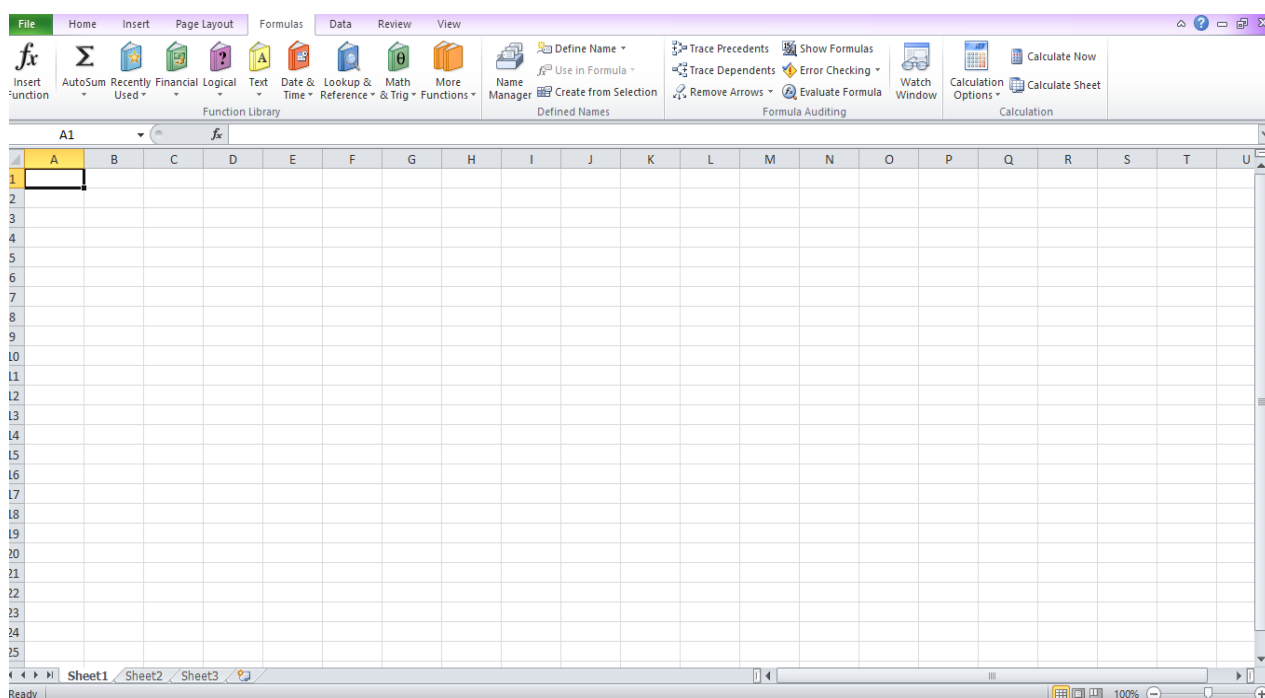 File Home Insert Page Layout Formulas Data Review View
fx Σ ? A θ
Trace Precedents Show Formulas
Define Name
Calculate Now
Use in Formula
Trace Dependents Error Checking
Insert AutoSum Recently Financial Logical Text Date & Lookup & Math More Name
Watch Calculation
Calculate Sheet
Function Used Time Reference & Trig Functions Manager Create from Selection
Remove Arrows Evaluate Formula Window Options
Function Library Defined Names Formula Auditing Calculation
A1 fx
A B C D E F G H I J K L M N O P Q R S T U
1
2
3
4
5
6
7
8
9
10
11
12
13
14
15
16
17
18
19
20
21
22
23
24
25
Sheet1 Sheet2 Sheet3
Ready 100%